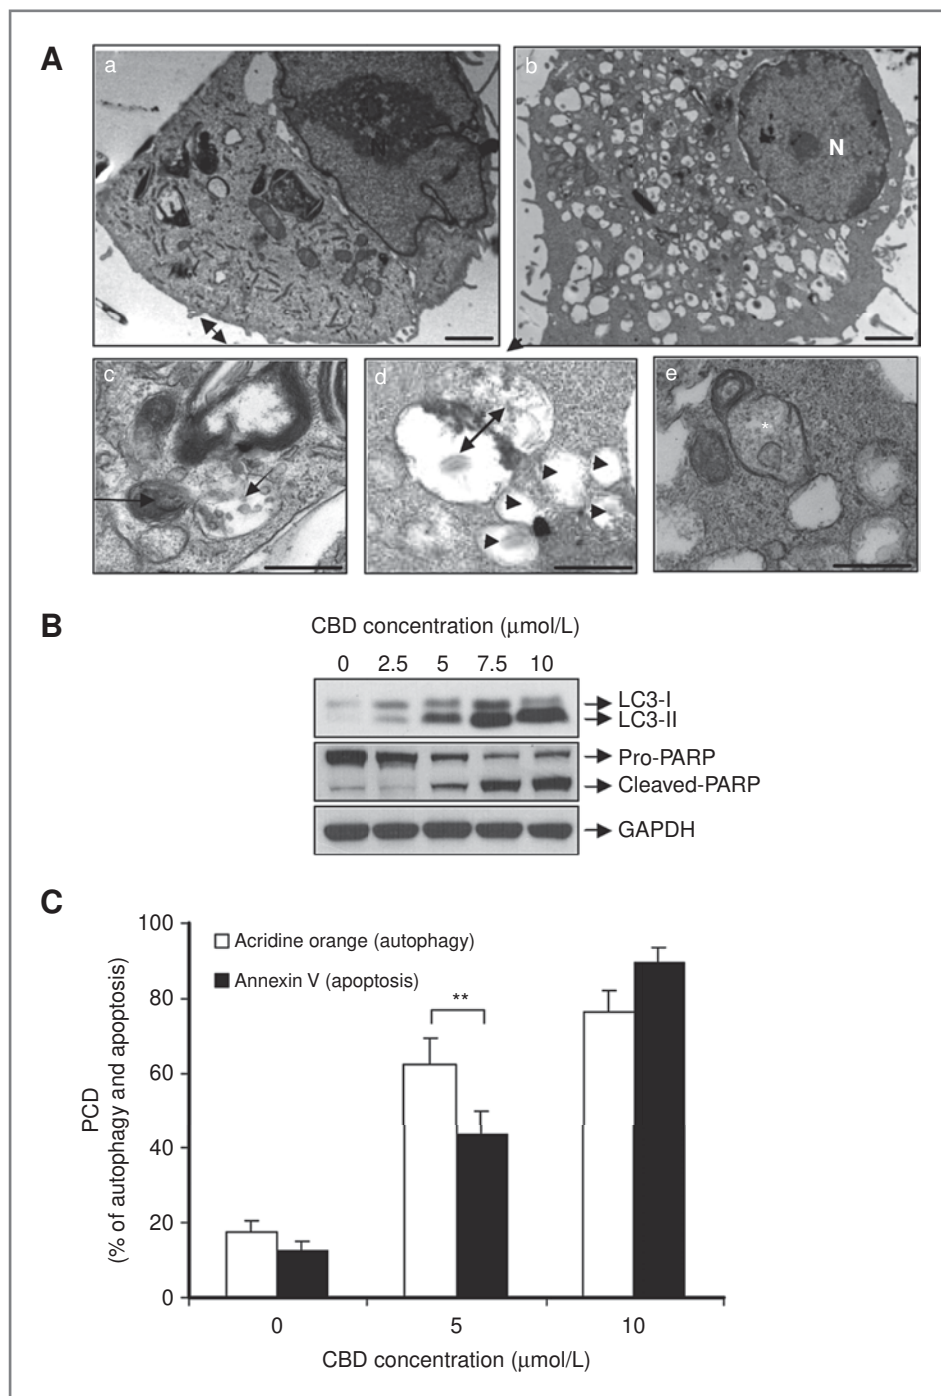 A
a
b
N
c
d
e
*
B
CBD concentration (μmol/L)
0 2.5 5 7.5 10
LC3-I
LC3-II
Pro-PARP
Cleaved-PARP
GAPDH
C
100
80
60
40
20
0
PCD
(% of autophagy and apoptosis)
Acridine orange (autophagy)
Annexin V (apoptosis)
**
0 5 10
CBD concentration (μmol/L)